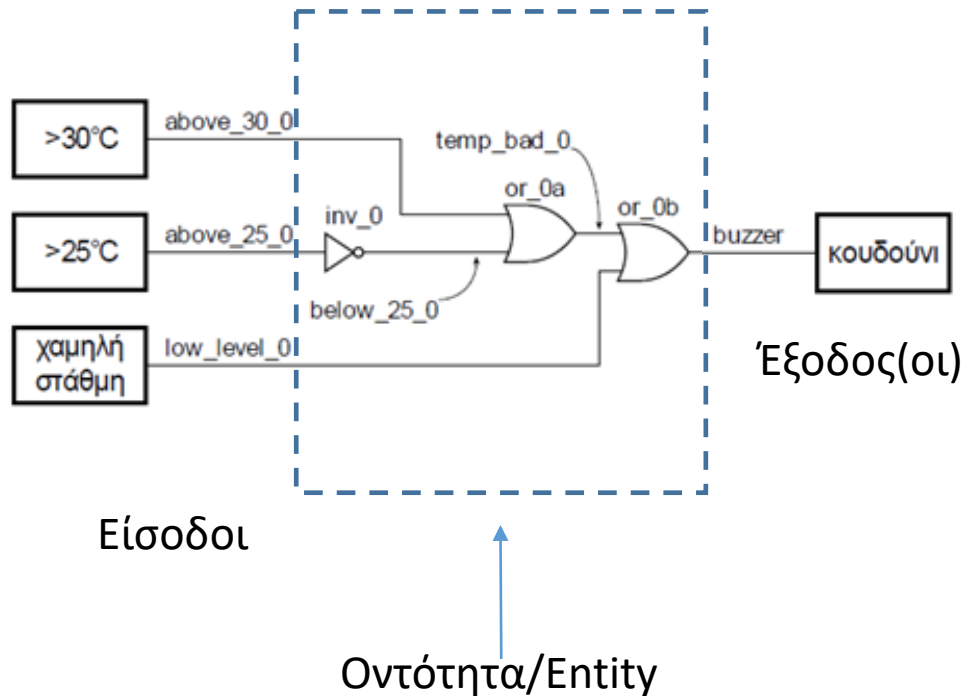 >30°C
above_30_0
temp_bad_0
or_0a
inv_0
or_0b
>25°C
above_25_0
buzzer
κουδούνι
below_25_0
χαμηλή
στάθμη
low_level_0
Έξοδος(οι)
Είσοδοι
Οντότητα/Entity